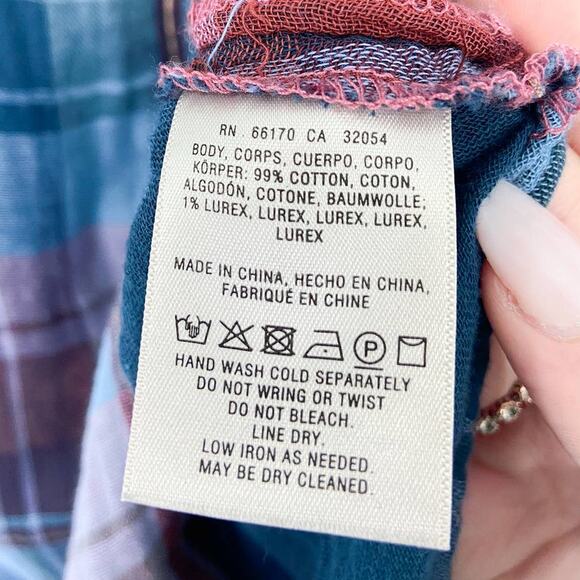 RN 66170 CA 32054
BODY, CORPS, CUERPO, CORPO,
KÖRPER: 99% COTTON, COTON,
ALGODÓN, COTONE, BAUMWOLLE;
1% LUREX, LUREX, LUREX, LUREX,
LUREX
MADE IN CHINA, HECHO EN CHINA,
FABRIQUÉ EN CHINE
P
HAND WASH COLD SEPARATELY
DO NOT WRING OR TWIST
DO NOT BLEACH.
LINE DRY.
LOW IRON AS NEEDED.
MAY BE DRY CLEANED.